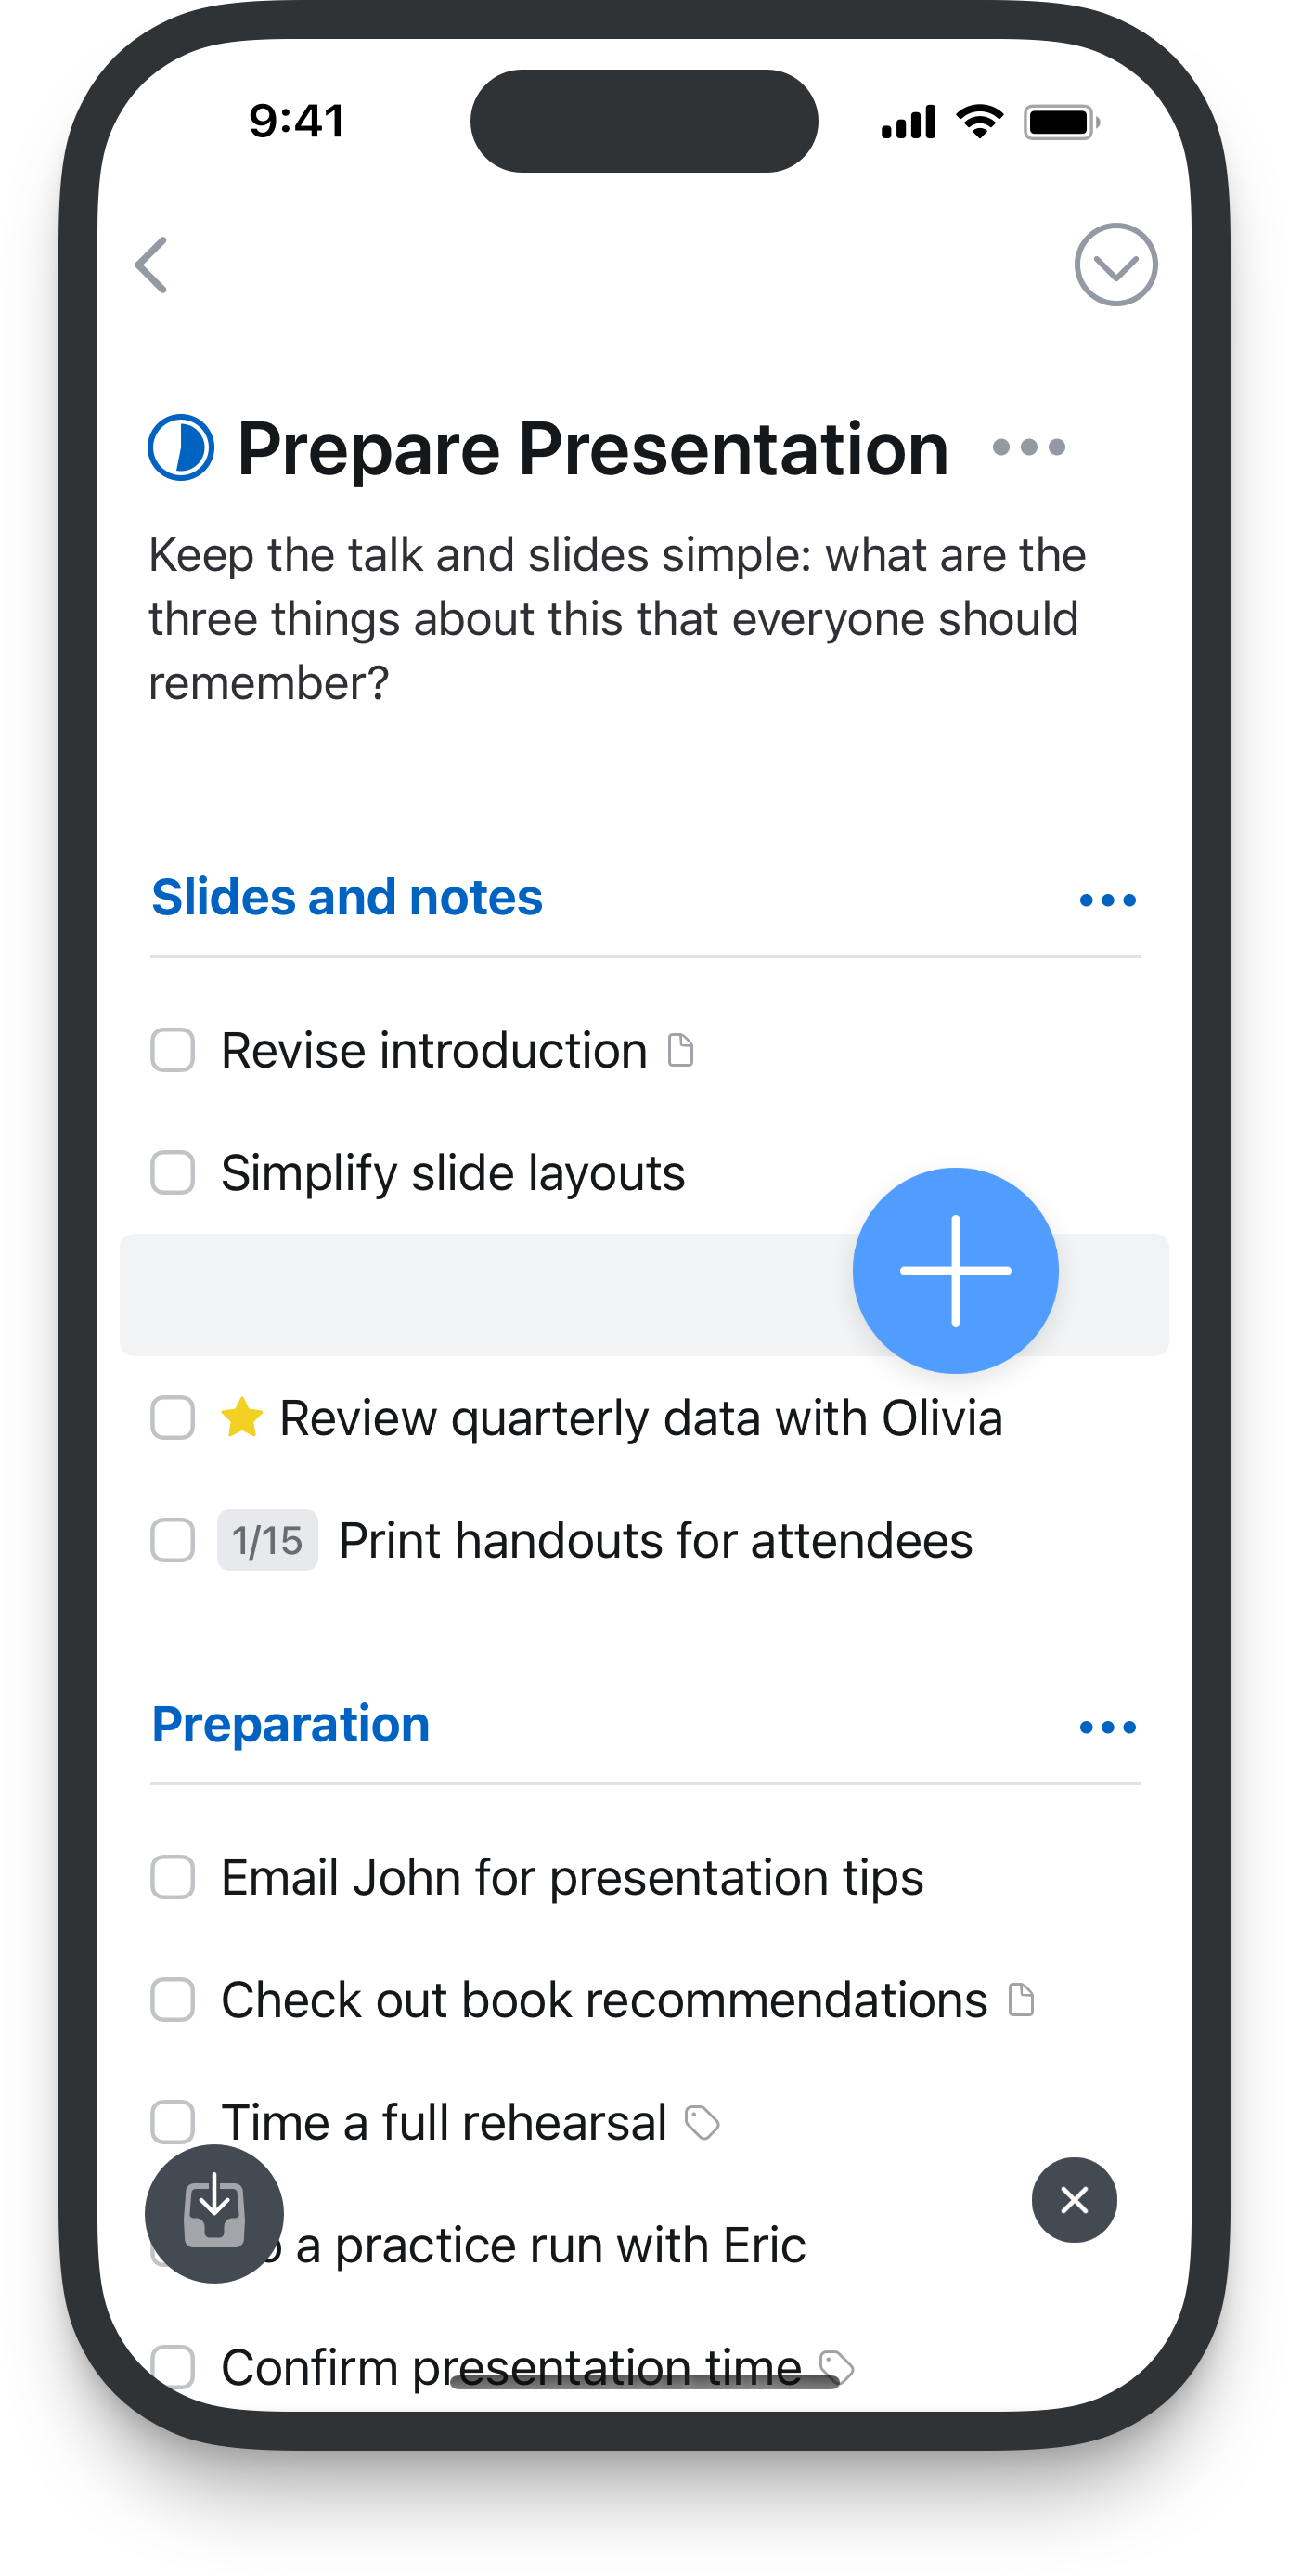 9:41
Prepare Presentation
Keep the talk and slides simple: what are the
three things about this that everyone should
remember?
Slides and notes
Revise introduction
Simplify slide layouts
Review quarterly data with Olivia
1/15 Print handouts for attendees
Preparation
Email John for presentation tips
Check out book recommendations
Time a full rehearsal
a practice run with Eric
Confirm presentation time